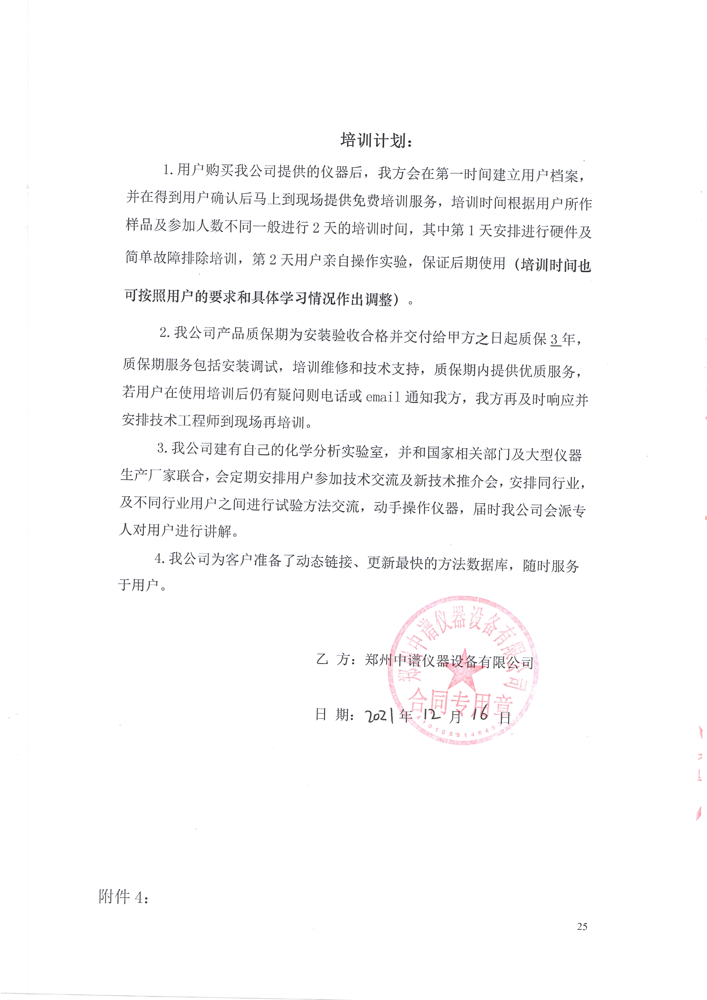 培训计划：
1.用户购买我公司提供的仪器后，我方会在第一时间建立用户档案，
并在得到用户确认后马上到现场提供免费培训服务，培训时间根据用户所作
样品及参加人数不同一般进行 2 天的培训时间，其中第 1 天安排进行硬件及
简单故障排除培训，第 2 天用户亲自操作实验，保证后期使用（培训时间也
可按照用户的要求和具体学习情况作出调整）。
2.我公司产品质保期为安装验收合格并交付给甲方之日起质保 3 年，
质保期服务包括安装调试，培训维修和技术支持，质保期内提供优质服务，
若用户在使用培训后仍有疑问则电话或 email 通知我方，我方再及时响应并
安排技术工程师到现场再培训。
3.我公司建有自己的化学分析实验室，并和国家相关部门及大型仪器
生产厂家联合，会定期安排用户参加技术交流及新技术推介会，安排同行业，
及不同行业用户之间进行试验方法交流，动手操作仪器，届时我公司会派专
人对用户进行讲解。
4.我公司为客户准备了动态链接、更新最快的方法数据库，随时服务
于用户。
郑州中谱仪器设备有限公司
乙 方：郑州中谱仪器设备有限公司
合同专用章
日 期：2021年 12 月 16 日
附件 4：
25